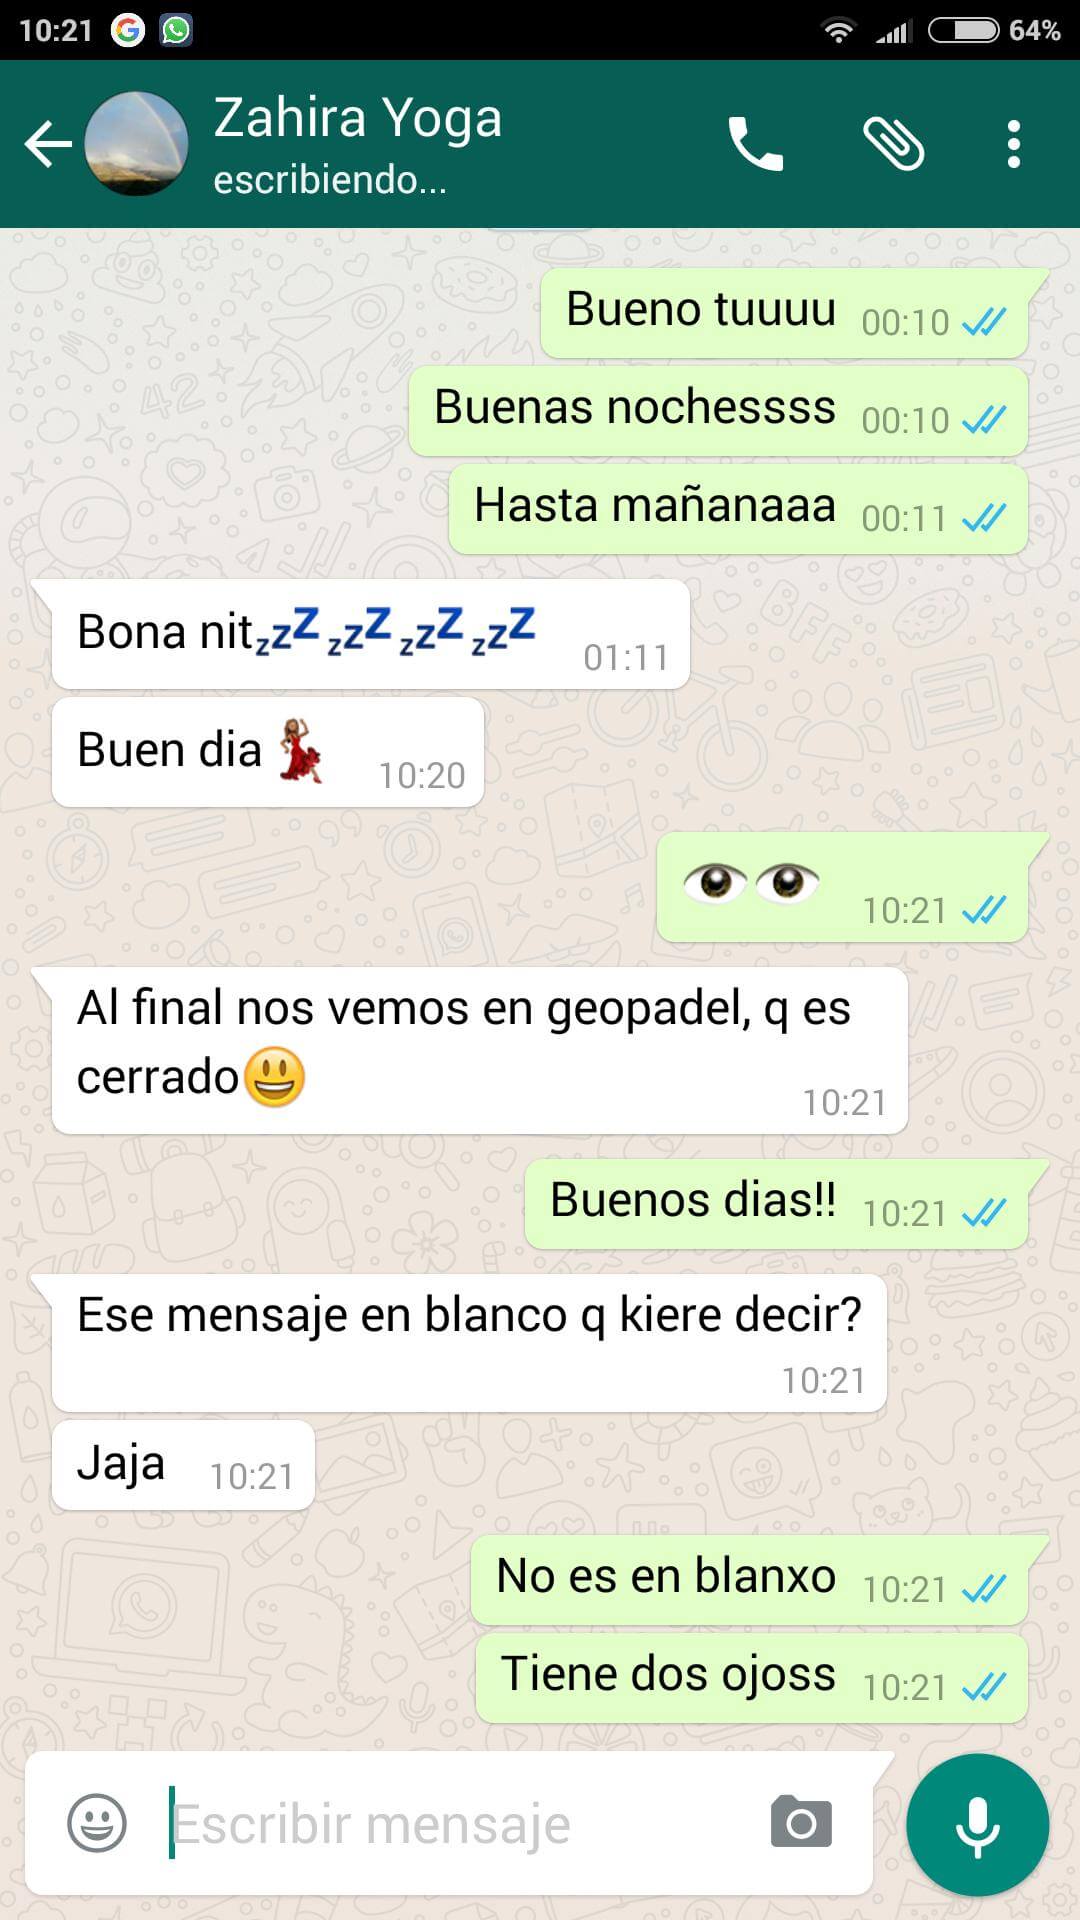 10:21 64%
Zahira Yoga
escribiendo...
Bueno tuuuu 00:10
Buenas nochessss 00:10
Hasta mañanaaa 00:11
Bona nit💤💤💤💤 01:11
Buen dia 💃 10:20
👁👁 10:21
Al final nos vemos en geopadel, q es
cerrado😃 10:21
Buenos dias!! 10:21
Ese mensaje en blanco q kiere decir?
10:21
Jaja 10:21
No es en blanxo 10:21
Tiene dos ojoss 10:21
Escribir mensaje